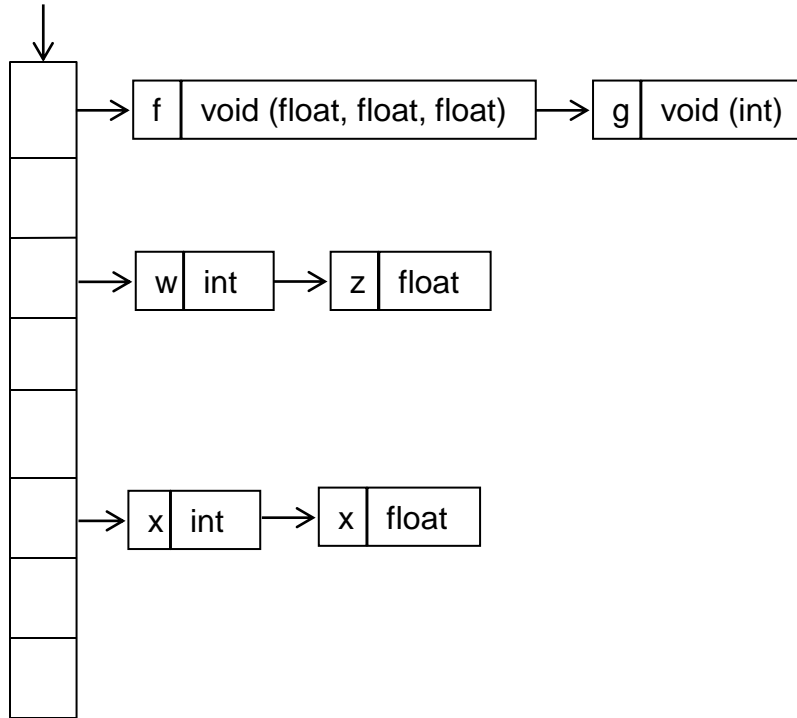 f void (float, float, float) g void (int)
w int z float
x int x float